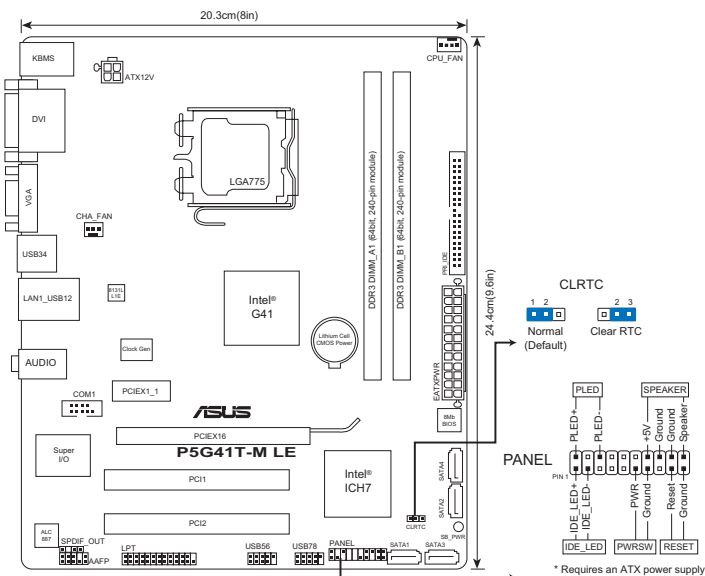 20.3cm(8in)
KBMS
ATX12V
CPU_FAN
DVI
LGA775
DDR3 DIMM_A1 (64bit, 240-pin module)
DDR3 DIMM_B1 (64bit, 240-pin module)
PRI_IDE
24.4cm(9.6in)
VGA
CHA_FAN
USB34
LAN1_USB12
8131L
L1E
Intel®
G41
Lithium Cell
CMOS Power
CLRTC
1 2
2 3
Normal
(Default)
Clear RTC
Clock Gen
EATXPWR
AUDIO
PCIEX1_1
COM1
ASUS
8Mb
BIOS
PCIEX16
P5G41T-M LE
Super
I/O
PCI1
Intel®
ICH7
SATA4
SATA2
PCI2
CLRTC
SB_PWR
ALC
887
SPDIF_OUT
AAFP
LPT
USB56
USB78
PANEL
SATA1
SATA3
PLED
SPEAKER
PLED+
PLED-
+5V
Ground
Ground
Speaker
PANEL
PIN 1
IDE_LED+
IDE_LED-
PWR
Ground
Reset
Ground
IDE_LED
PWRSW
RESET
* Requires an ATX power supply